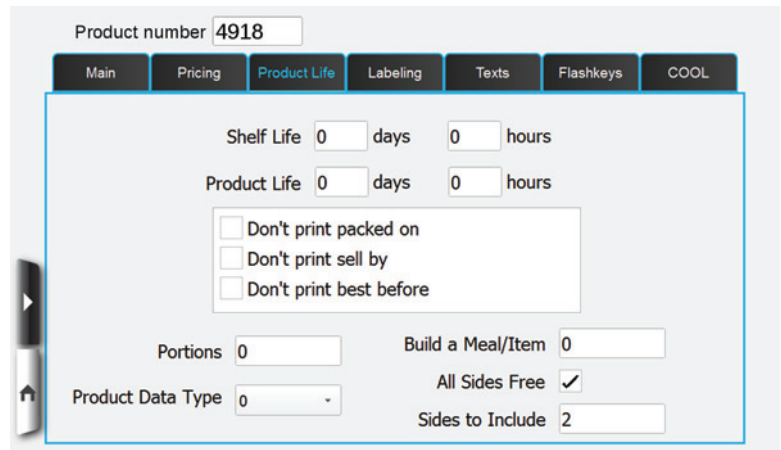 Product number 4918
Main Pricing Product Life Labeling Texts Flashkeys COOL
Shelf Life 0 days 0 hours
Product Life 0 days 0 hours
Don't print packed on
Don't print sell by
Don't print best before
Portions 0
Product Data Type 0
Build a Meal/Item 0
All Sides Free
Sides to Include 2